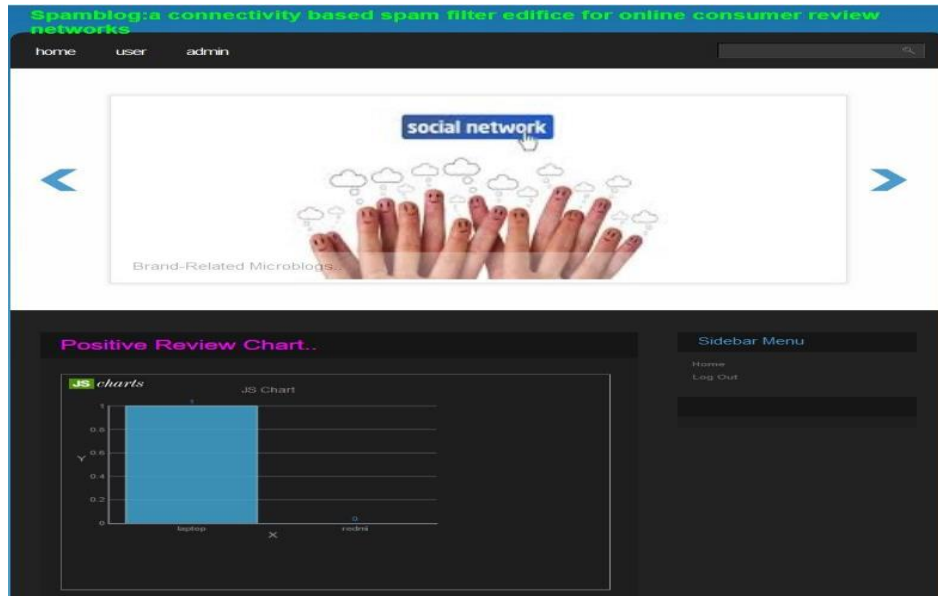 Spamblog:a connectivity based spam filter edifice for online consumer review
networks
home user admin
social network
Brand-Related Microblogs..
Positive Review Chart..
Sidebar Menu
Home
Log Out
JS charts
JS Chart
1
1
0.8
0.6
Y
0.4
0.2
0
0
laptop redmi
X